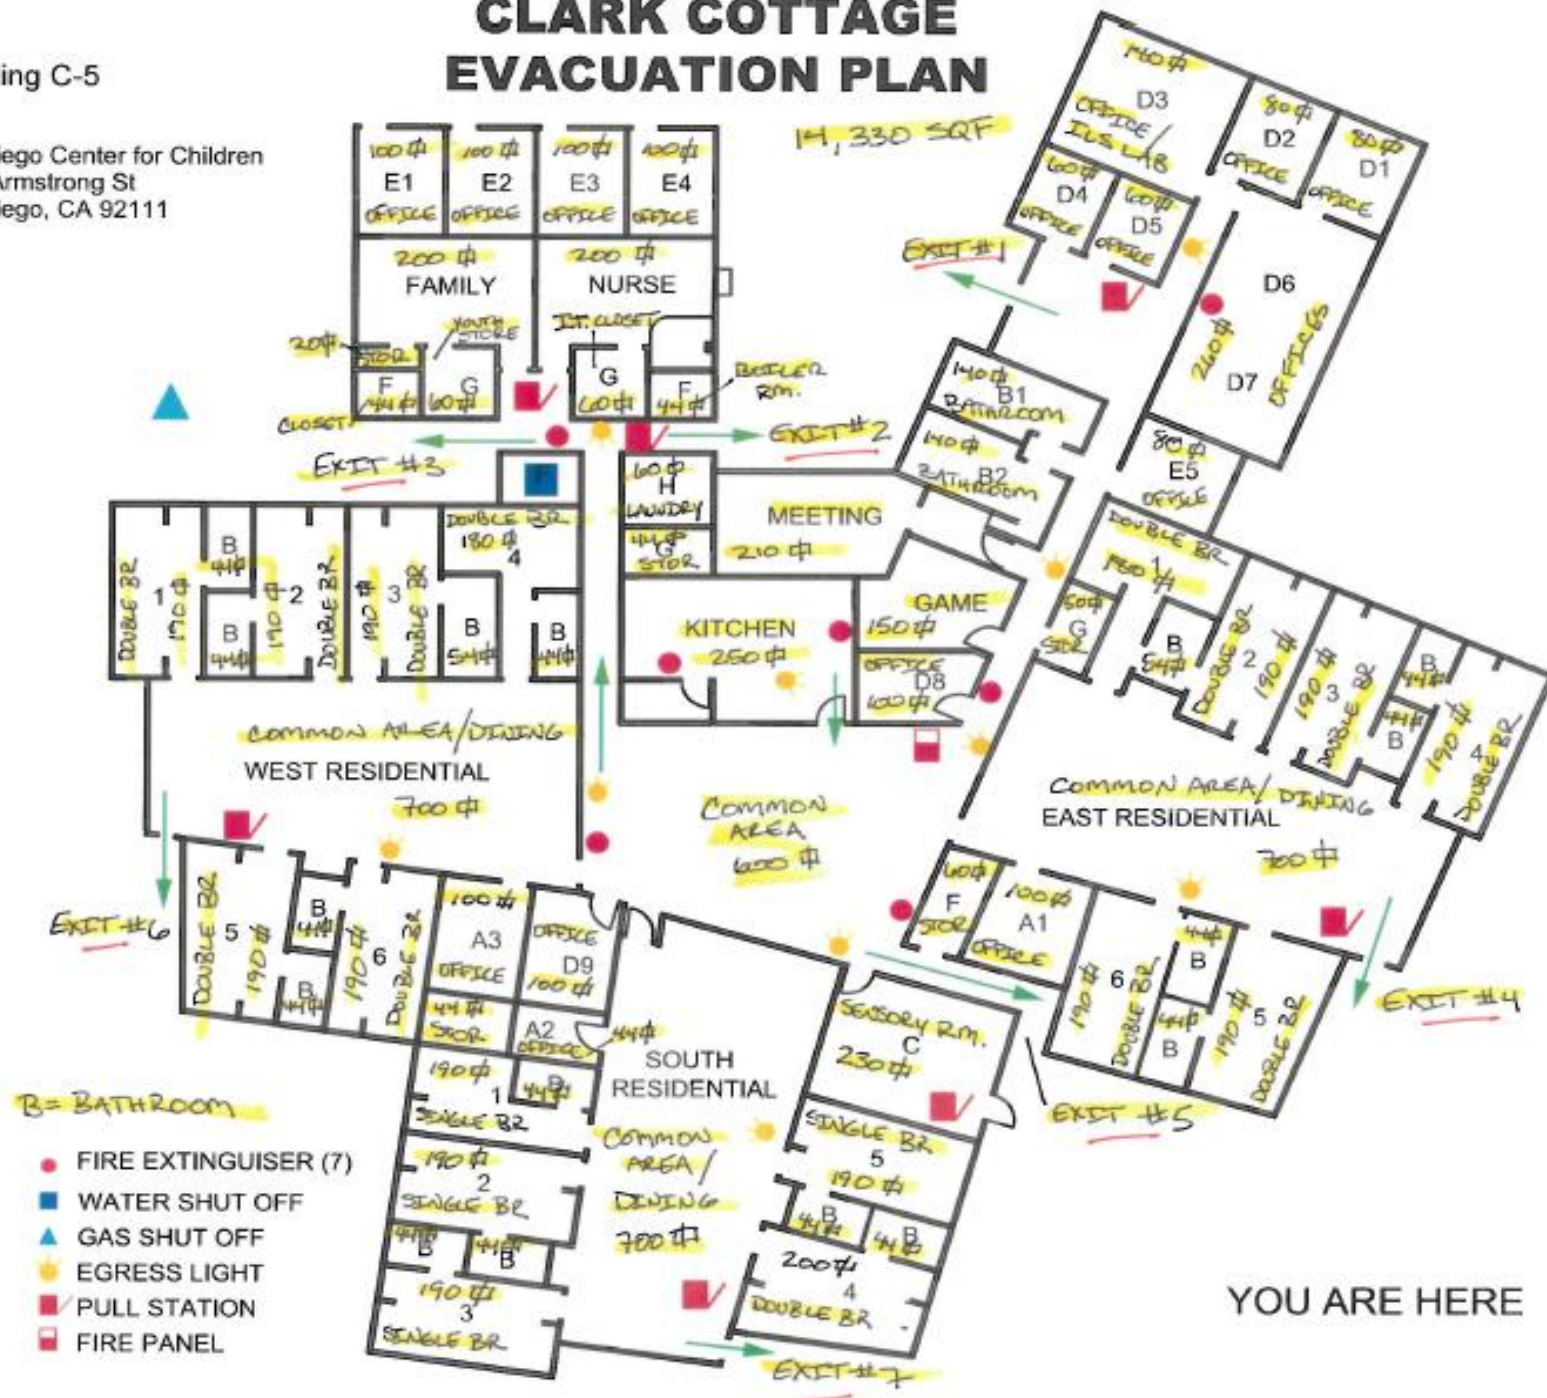 CLARK COTTAGE
EVACUATION PLAN
ing C-5
iego Center for Children
Armstrong St
iego, CA 92111
14,330 SQF
100 E1 OFFICE
100 E2 OFFICE
100 E3 OFFICE
100 E4 OFFICE
200 FAMILY
200 NURSE
YOUTH STORE
I.T. CLOSET
20 STOR
F 44
G 60
G 60
F 44
CLOSET
BOILER RM.
EXIT #3
EXIT #2
EXIT #1
D3
OFFICE/
ILS LAB
80 D2 OFFICE
80 D1 OFFICE
60 D4 OFFICE
60 D5 OFFICE
D6
D7
260
OFFICES
140 B1
BATHROOM
140 B2
BATHROOM
80 E5 OFFICE
60 H LAUNDRY
44 G STOR
MEETING
210
KITCHEN
250
GAME
150
OFFICE D8
DOUBLE BR 1 190
B 44
B 44
190 2 DOUBLE BR
190 3 DOUBLE BR
DOUBLE BR
180 4
B 54
B 44
COMMON AREA/DINING
WEST RESIDENTIAL
700
COMMON
AREA
600
DOUBLE BR
1
50 G STOR
B 54
DOUBLE BR 2 190
190 3 DOUBLE BR
B 44
44 B
190 4 DOUBLE BR
COMMON AREA/DINING
EAST RESIDENTIAL
700
EXIT #6
DOUBLE BR 5 190
B 44
B 44
190 6 DOUBLE BR
100 A3 OFFICE
OFFICE D9 100
44 STOR
A2 OFFICE
44
60 F STOR
100 A1 OFFICE
190 6 DOUBLE BR
44 B
44 B
190 5 DOUBLE BR
EXIT #4
EXIT #5
SENSORY RM.
C
230
SOUTH
RESIDENTIAL
COMMON
AREA/
DINING
700
190 1
SINGLE BR
B 44
190
2
SINGLE BR
44 B
44 B
190
3
SINGLE BR
SINGLE BR
5
190
B 44
B 44
200
4
DOUBLE BR
EXIT #7
B= BATHROOM
FIRE EXTINGUISER (7)
WATER SHUT OFF
GAS SHUT OFF
EGRESS LIGHT
PULL STATION
FIRE PANEL
YOU ARE HERE